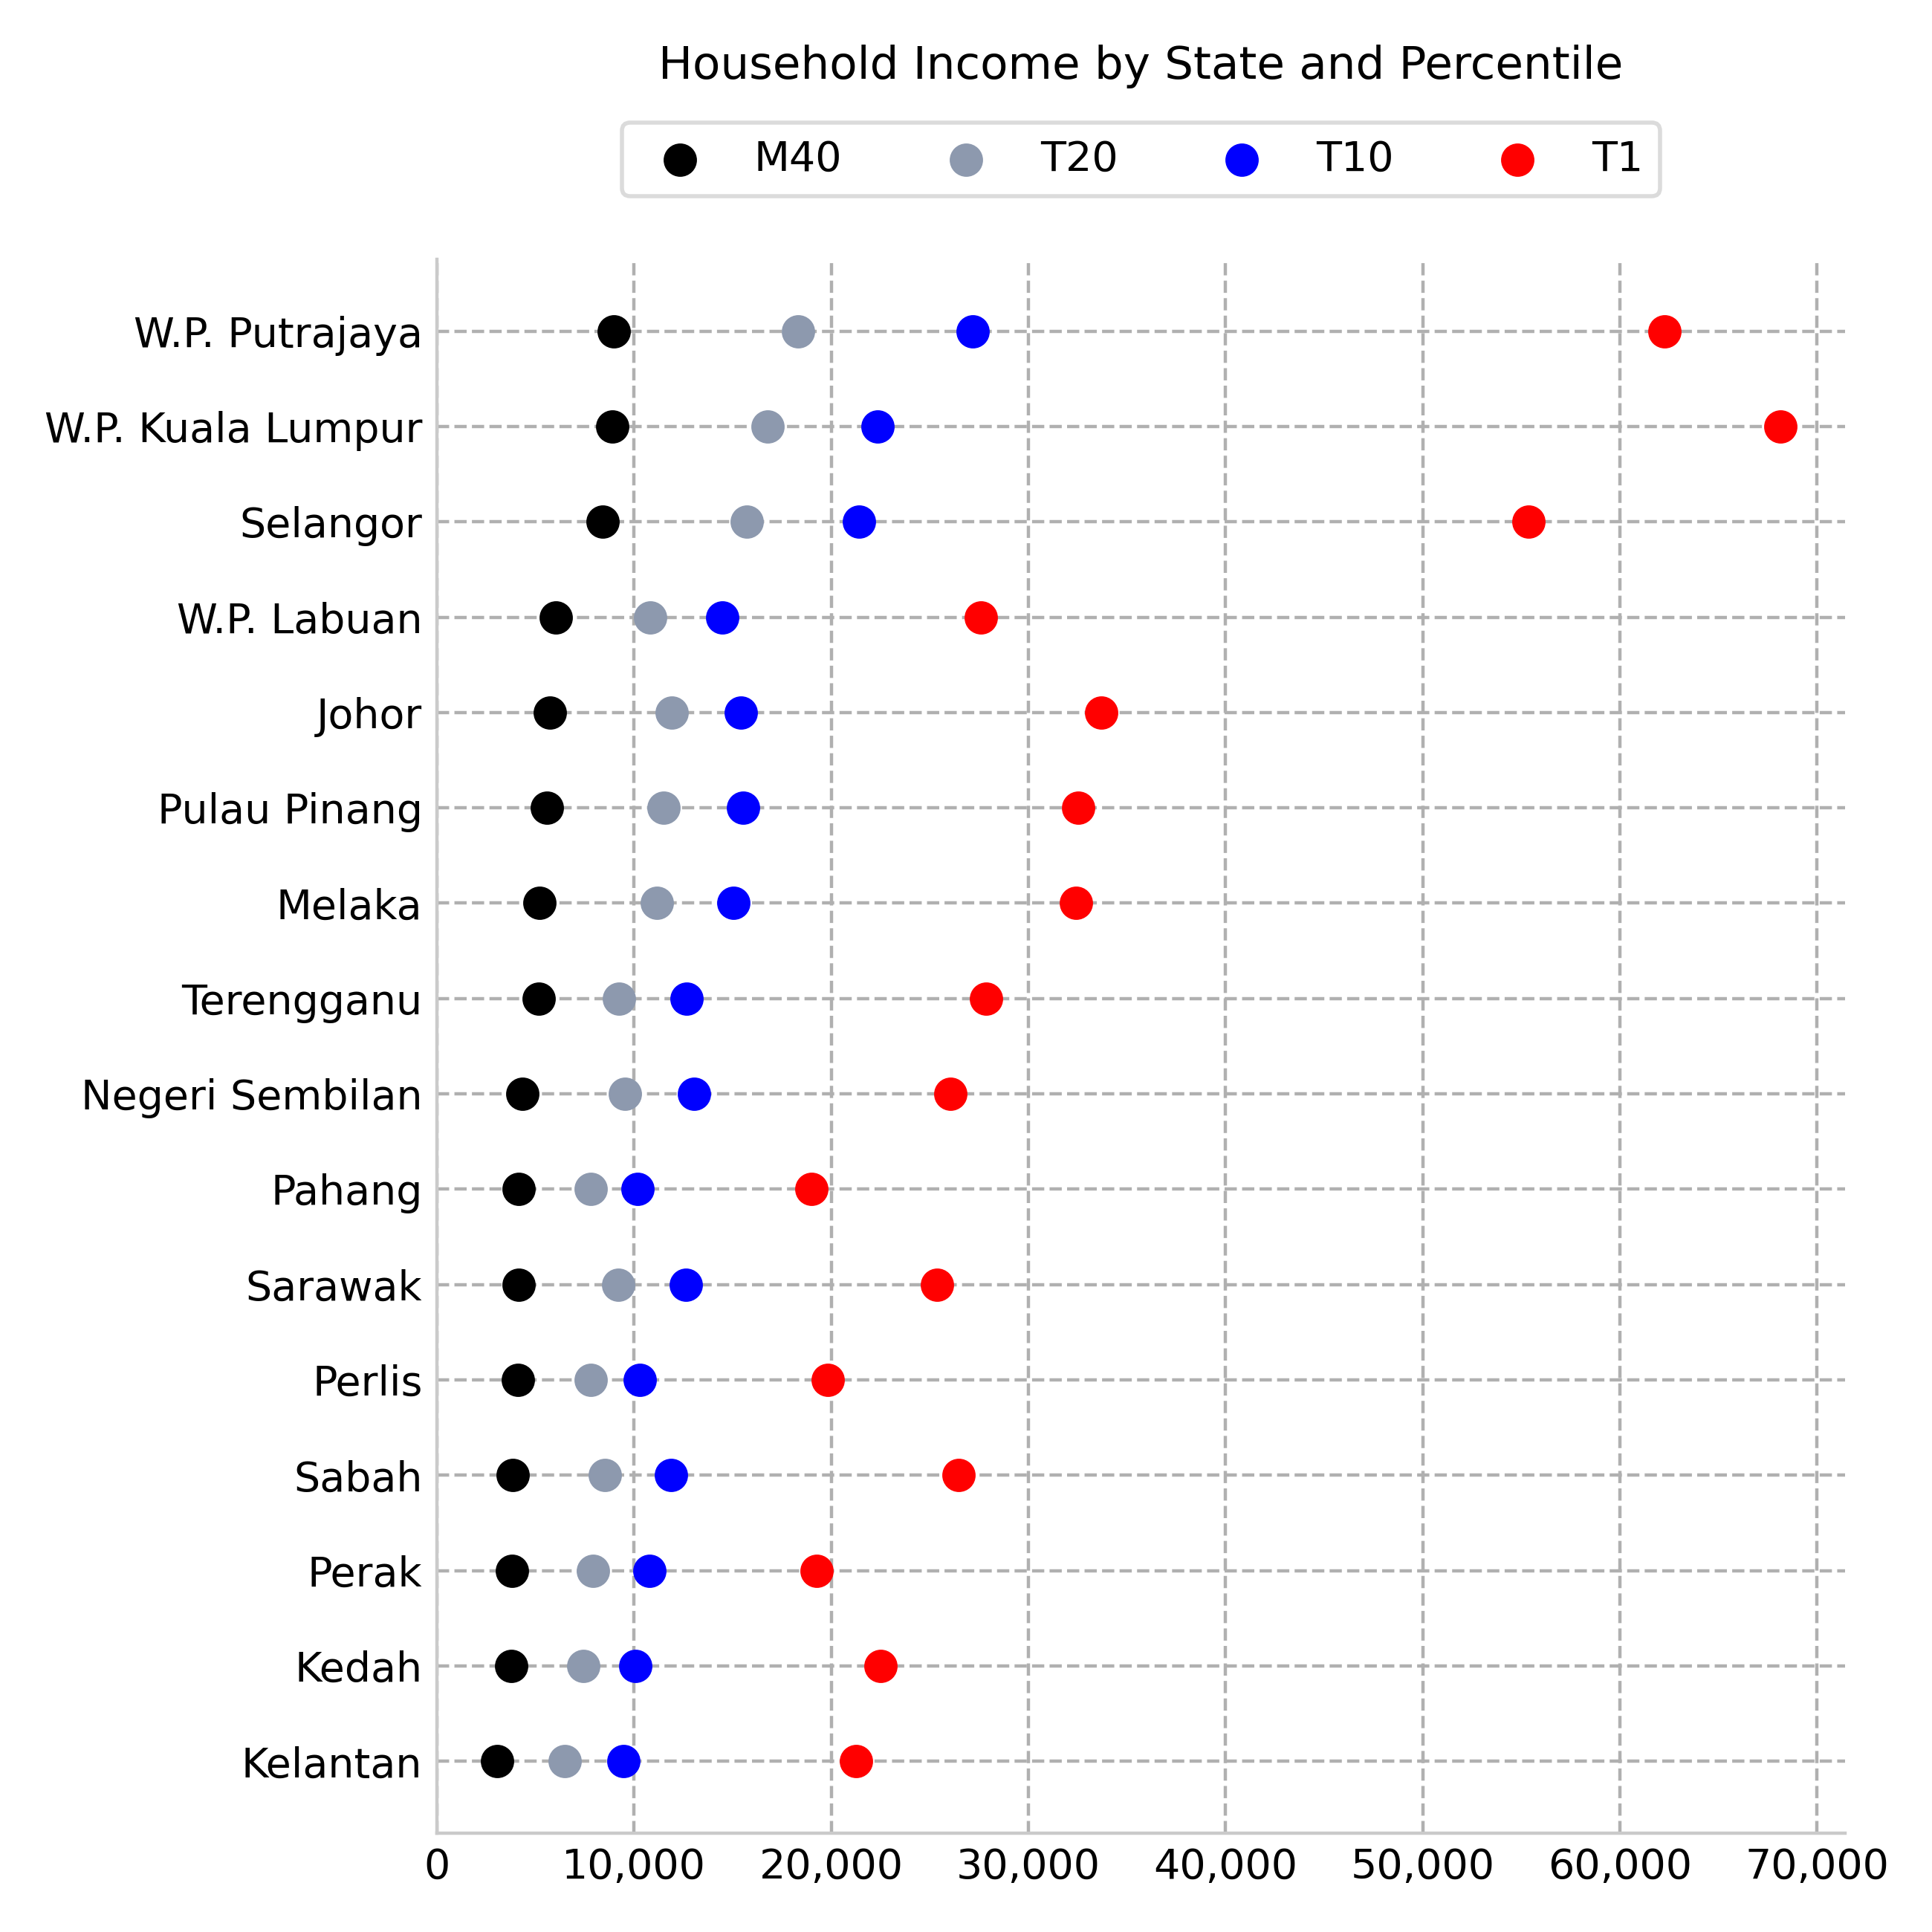 Household Income by State and Percentile
M40 T20 T10 T1
W.P. Putrajaya
W.P. Kuala Lumpur
Selangor
W.P. Labuan
Johor
Pulau Pinang
Melaka
Terengganu
Negeri Sembilan
Pahang
Sarawak
Perlis
Sabah
Perak
Kedah
Kelantan
0 10,000 20,000 30,000 40,000 50,000 60,000 70,000